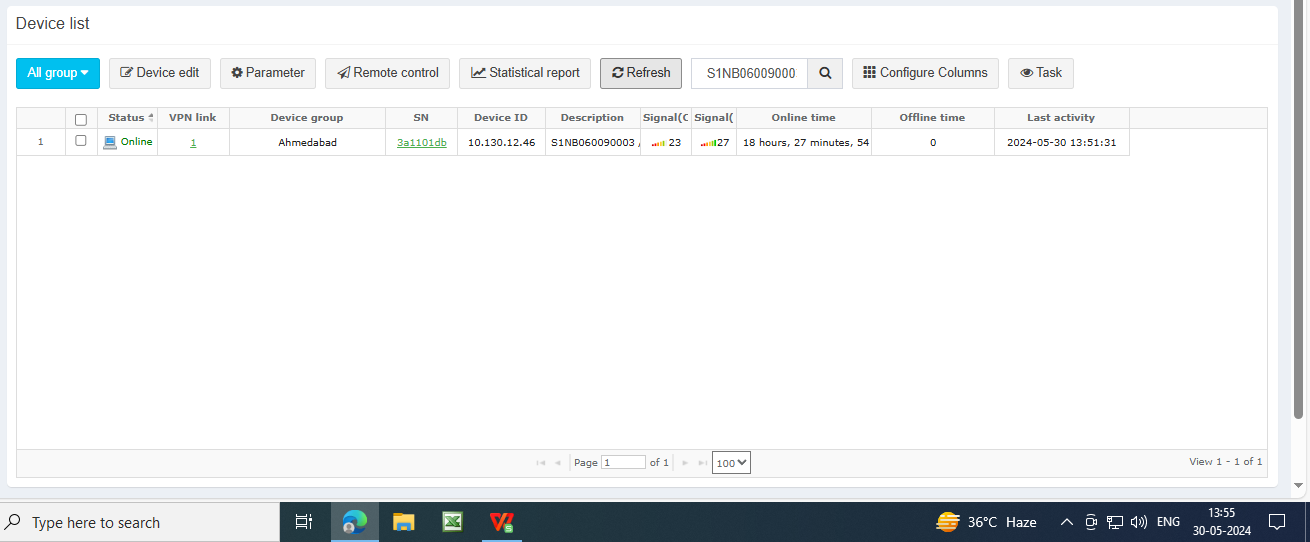 Device list
All group Device edit Parameter Remote control Statistical report Refresh S1NB06009000 Configure Columns Task
Status VPN link Device group SN Device ID Description Signal(C Signal( Online time Offline time Last activity
1 Online 1 Ahmedabad 3a1101db 10.130.12.46 S1NB060090003 / 23 27 18 hours, 27 minutes, 54 0 2024-05-30 13:51:31
Page 1 of 1 100 View 1 - 1 of 1
Type here to search 36°C Haze ENG 13:55
30-05-2024